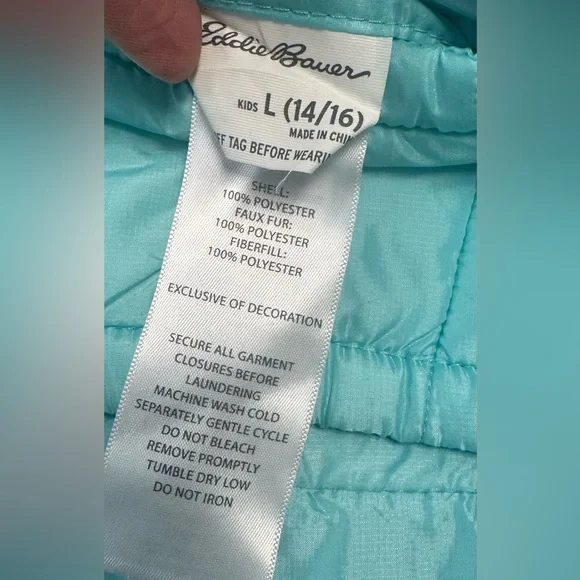 Eddie Bauer
KIDS L (14/16)
MADE IN
TAG BEFORE
SHELL:
100% POLYESTER
FAUX FUR:
100% POLYESTER
FIBERFILL:
100% POLYESTER
EXCLUSIVE OF DECORATION
SECURE ALL GARMENT
CLOSURES BEFORE
LAUNDERING
MACHINE WASH COLD
SEPARATELY GENTLE CYCLE
DO NOT BLEACH
REMOVE PROMPTLY
TUMBLE DRY LOW
DO NOT IRON